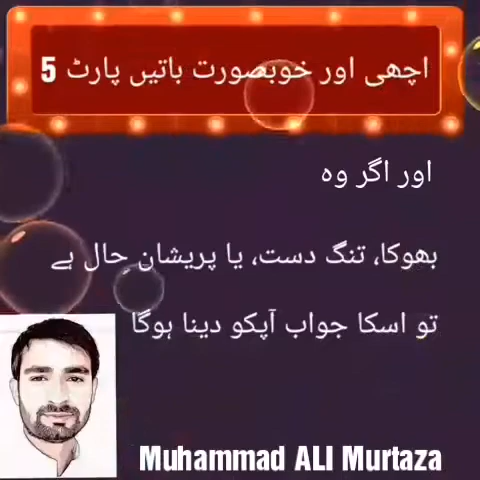 اچھی اور خوبصورت باتیں پارٹ 5
اور اگر وہ
بھوکا، تنگ دست، یا پریشان حال ہے
تو اسکا جواب آپکو دینا ہوگا
Muhammad ALI Murtaza